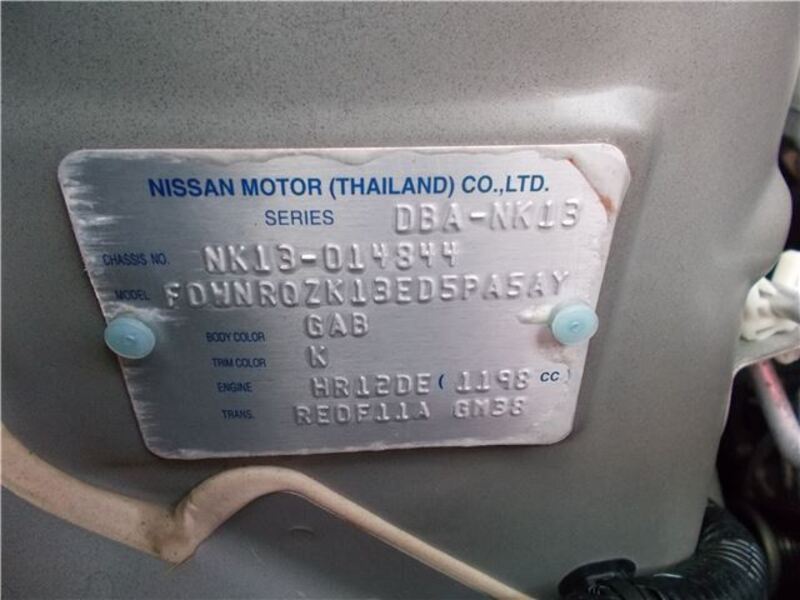 NISSAN MOTOR (THAILAND) CO.,LTD.
SERIES DBA-NK13
CHASSIS NO. NK13-014844
MODEL FDWNRQZK13ED5PA5AY
BODY COLOR GAB
TRIM COLOR K
ENGINE HR12DE (1198 CC)
TRANS. RE0F11A GM38